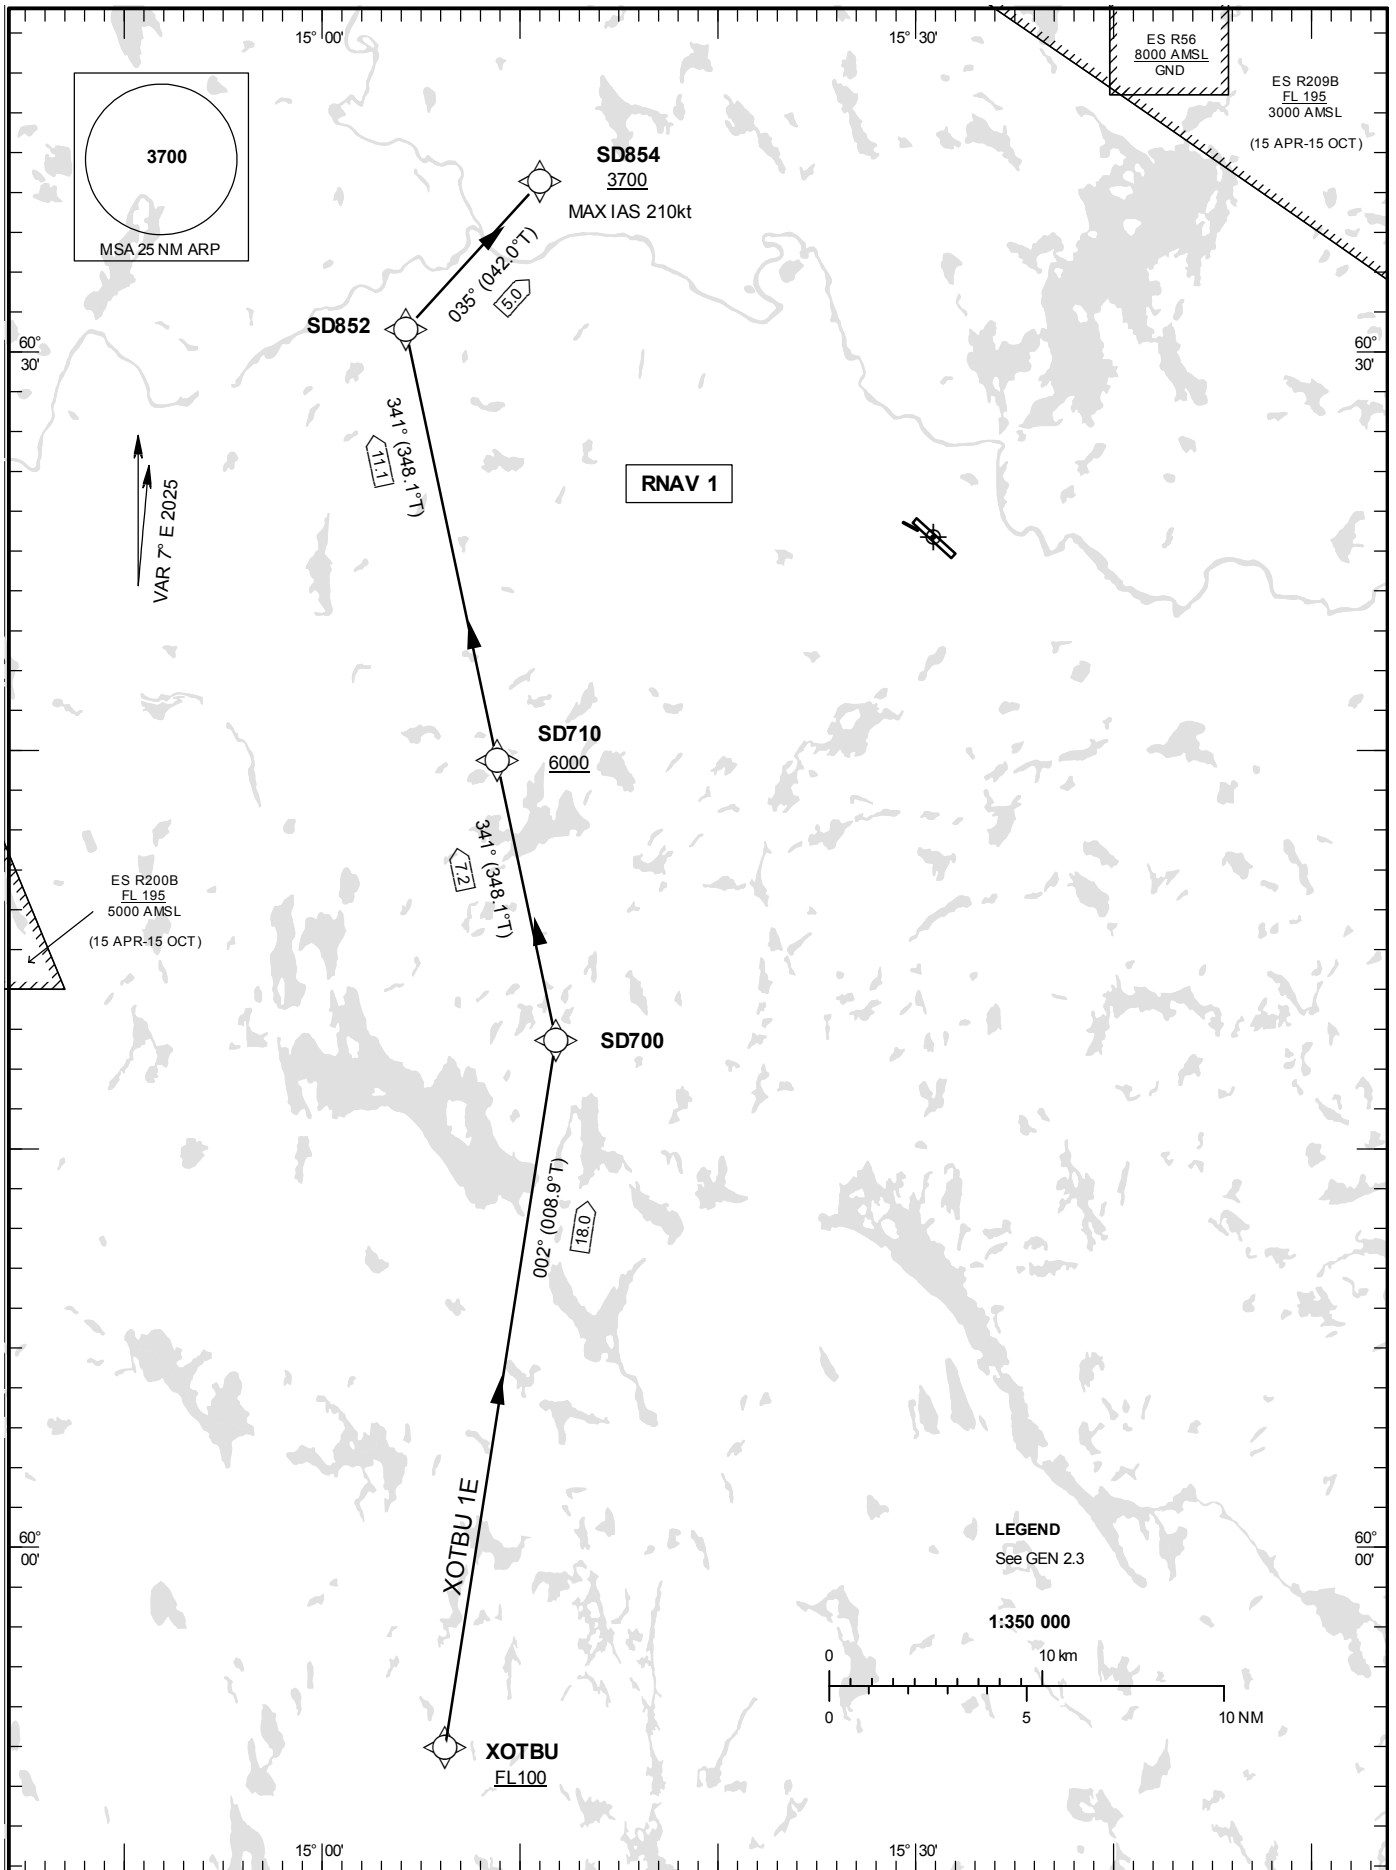 15° 00'
15° 30'
ES R56
8000 AMSL
GND
ES R209B
FL 195
3000 AMSL
(15 APR-15 OCT)
3700
MSA 25 NM ARP
SD854
3700
MAX IAS 210kt
035° (042.0°T)
5.0
SD852
60°
30'
60°
30'
341° (348.1°T)
11.1
RNAV 1
VAR 7° E 2025
SD710
6000
341° (348.1°T)
7.2
ES R200B
FL 195
5000 AMSL
(15 APR-15 OCT)
SD700
002° (008.9°T)
18.0
XOTBU 1E
60°
00'
60°
00'
LEGEND
See GEN 2.3
1:350 000
0 10 km
0 5 10 NM
XOTBU
FL100
15° 00'
15° 30'